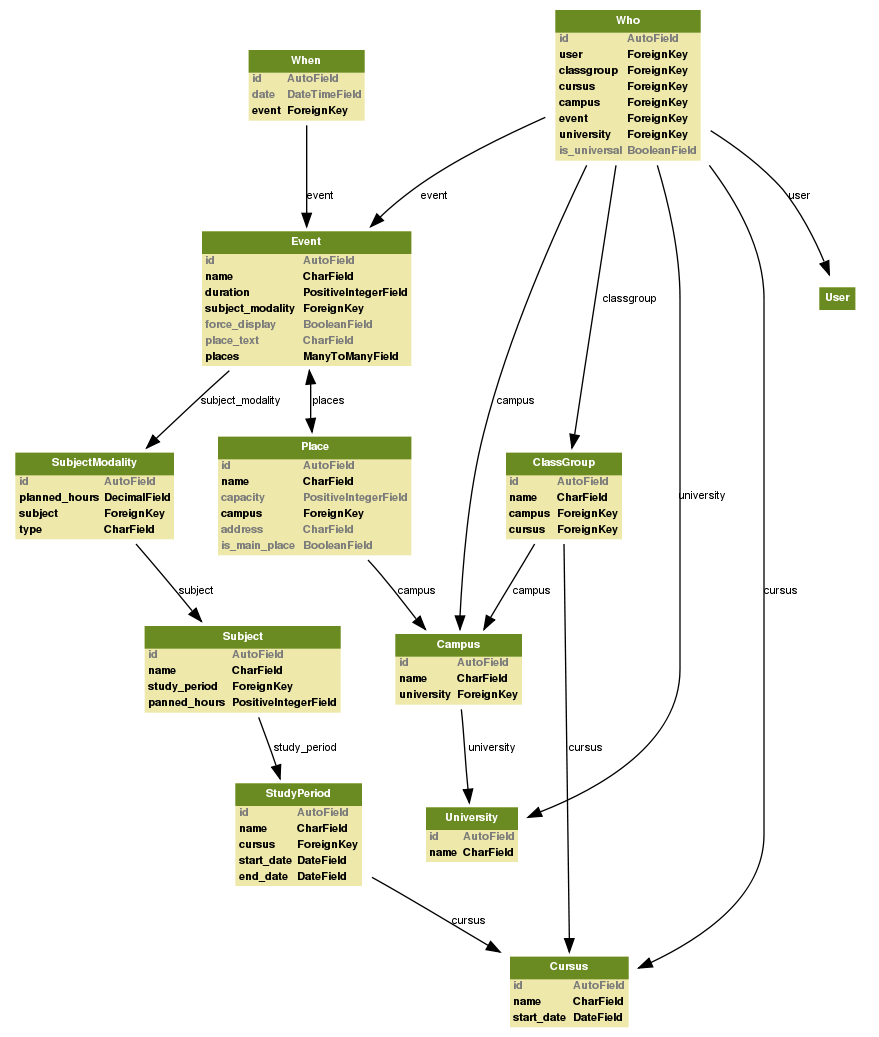 Who
id AutoField
user ForeignKey
classgroup ForeignKey
cursus ForeignKey
campus ForeignKey
event ForeignKey
university ForeignKey
is_universal BooleanField
When
id AutoField
date DateTimeField
event ForeignKey
event
event
user
Event
id AutoField
name CharField
duration PositiveIntegerField
subject_modality ForeignKey
force_display BooleanField
place_text CharField
places ManyToManyField
User
classgroup
subject_modality
places
campus
SubjectModality
id AutoField
planned_hours DecimalField
subject ForeignKey
type CharField
Place
id AutoField
name CharField
capacity PositiveIntegerField
campus ForeignKey
address CharField
is_main_place BooleanField
ClassGroup
id AutoField
name CharField
campus ForeignKey
cursus ForeignKey
university
subject
campus
campus
cursus
Subject
id AutoField
name CharField
study_period ForeignKey
panned_hours PositiveIntegerField
Campus
id AutoField
name CharField
university ForeignKey
study_period
university
cursus
StudyPeriod
id AutoField
name CharField
cursus ForeignKey
start_date DateField
end_date DateField
University
id AutoField
name CharField
cursus
Cursus
id AutoField
name CharField
start_date DateField